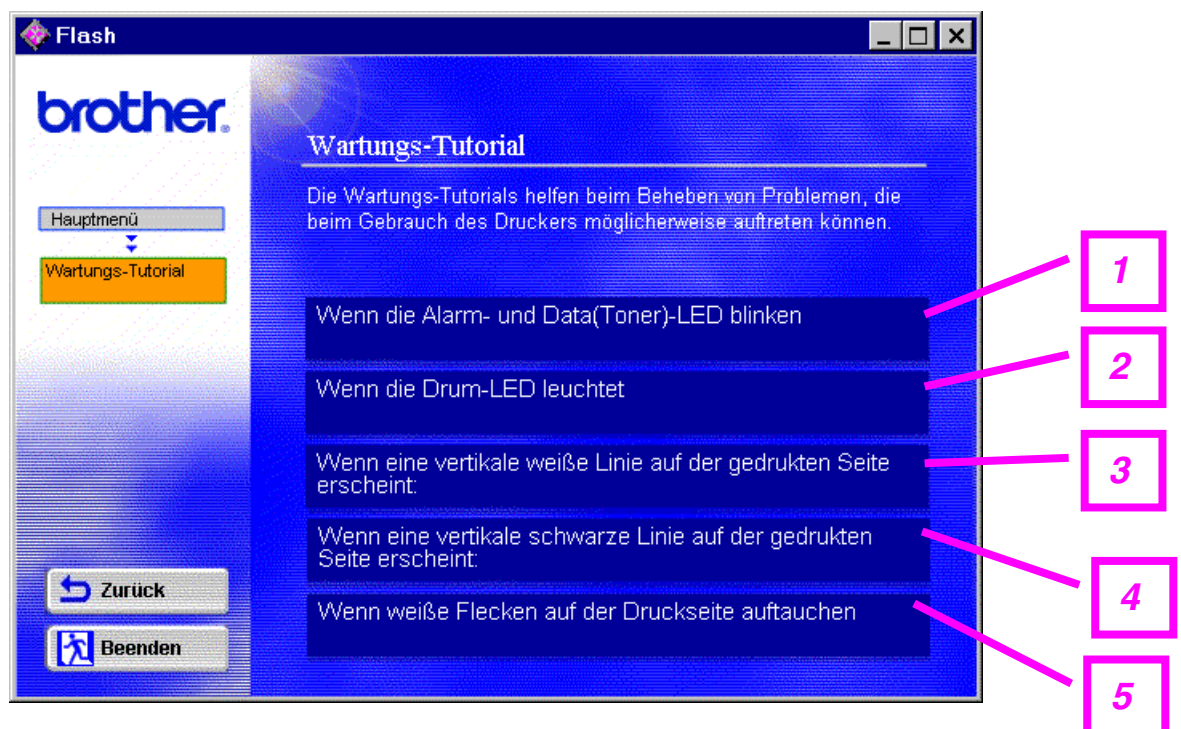 Flash
brother.
Wartungs-Tutorial
Die Wartungs-Tutorials helfen beim Beheben von Problemen, die
beim Gebrauch des Druckers möglicherweise auftreten können.
Hauptmenü
Wartungs-Tutorial
Wenn die Alarm- und Data(Toner)-LED blinken
Wenn die Drum-LED leuchtet
Wenn eine vertikale weiße Linie auf der gedrukten Seite
erscheint:
Wenn eine vertikale schwarze Linie auf der gedrukten
Seite erscheint:
Wenn weiße Flecken auf der Druckseite auftauchen
Zurück
Beenden
1
2
3
4
5